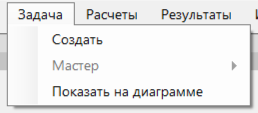 Задача Расчеты Результаты
Создать
Мастер
Показать на диаграмме